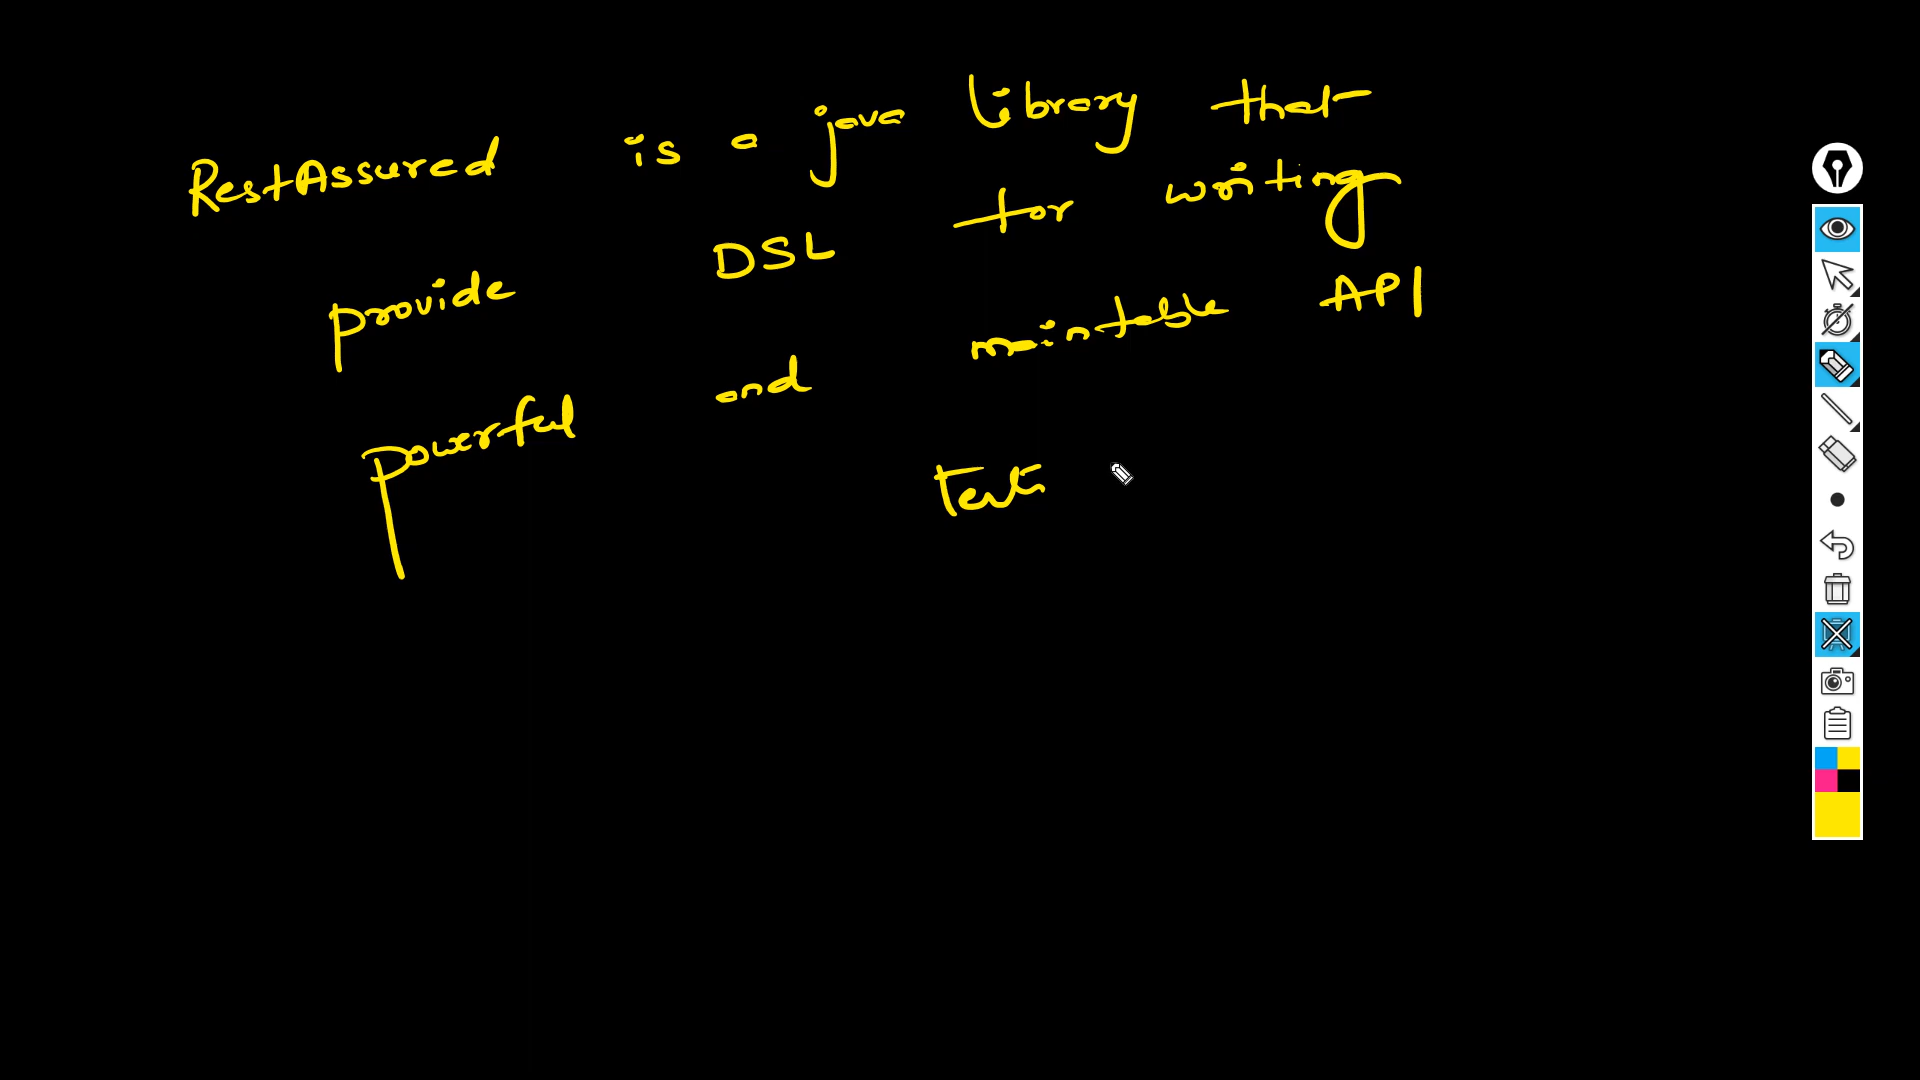 RestAssured is a java Library that
provide DSL for writing
powerful and maintable API
Tests